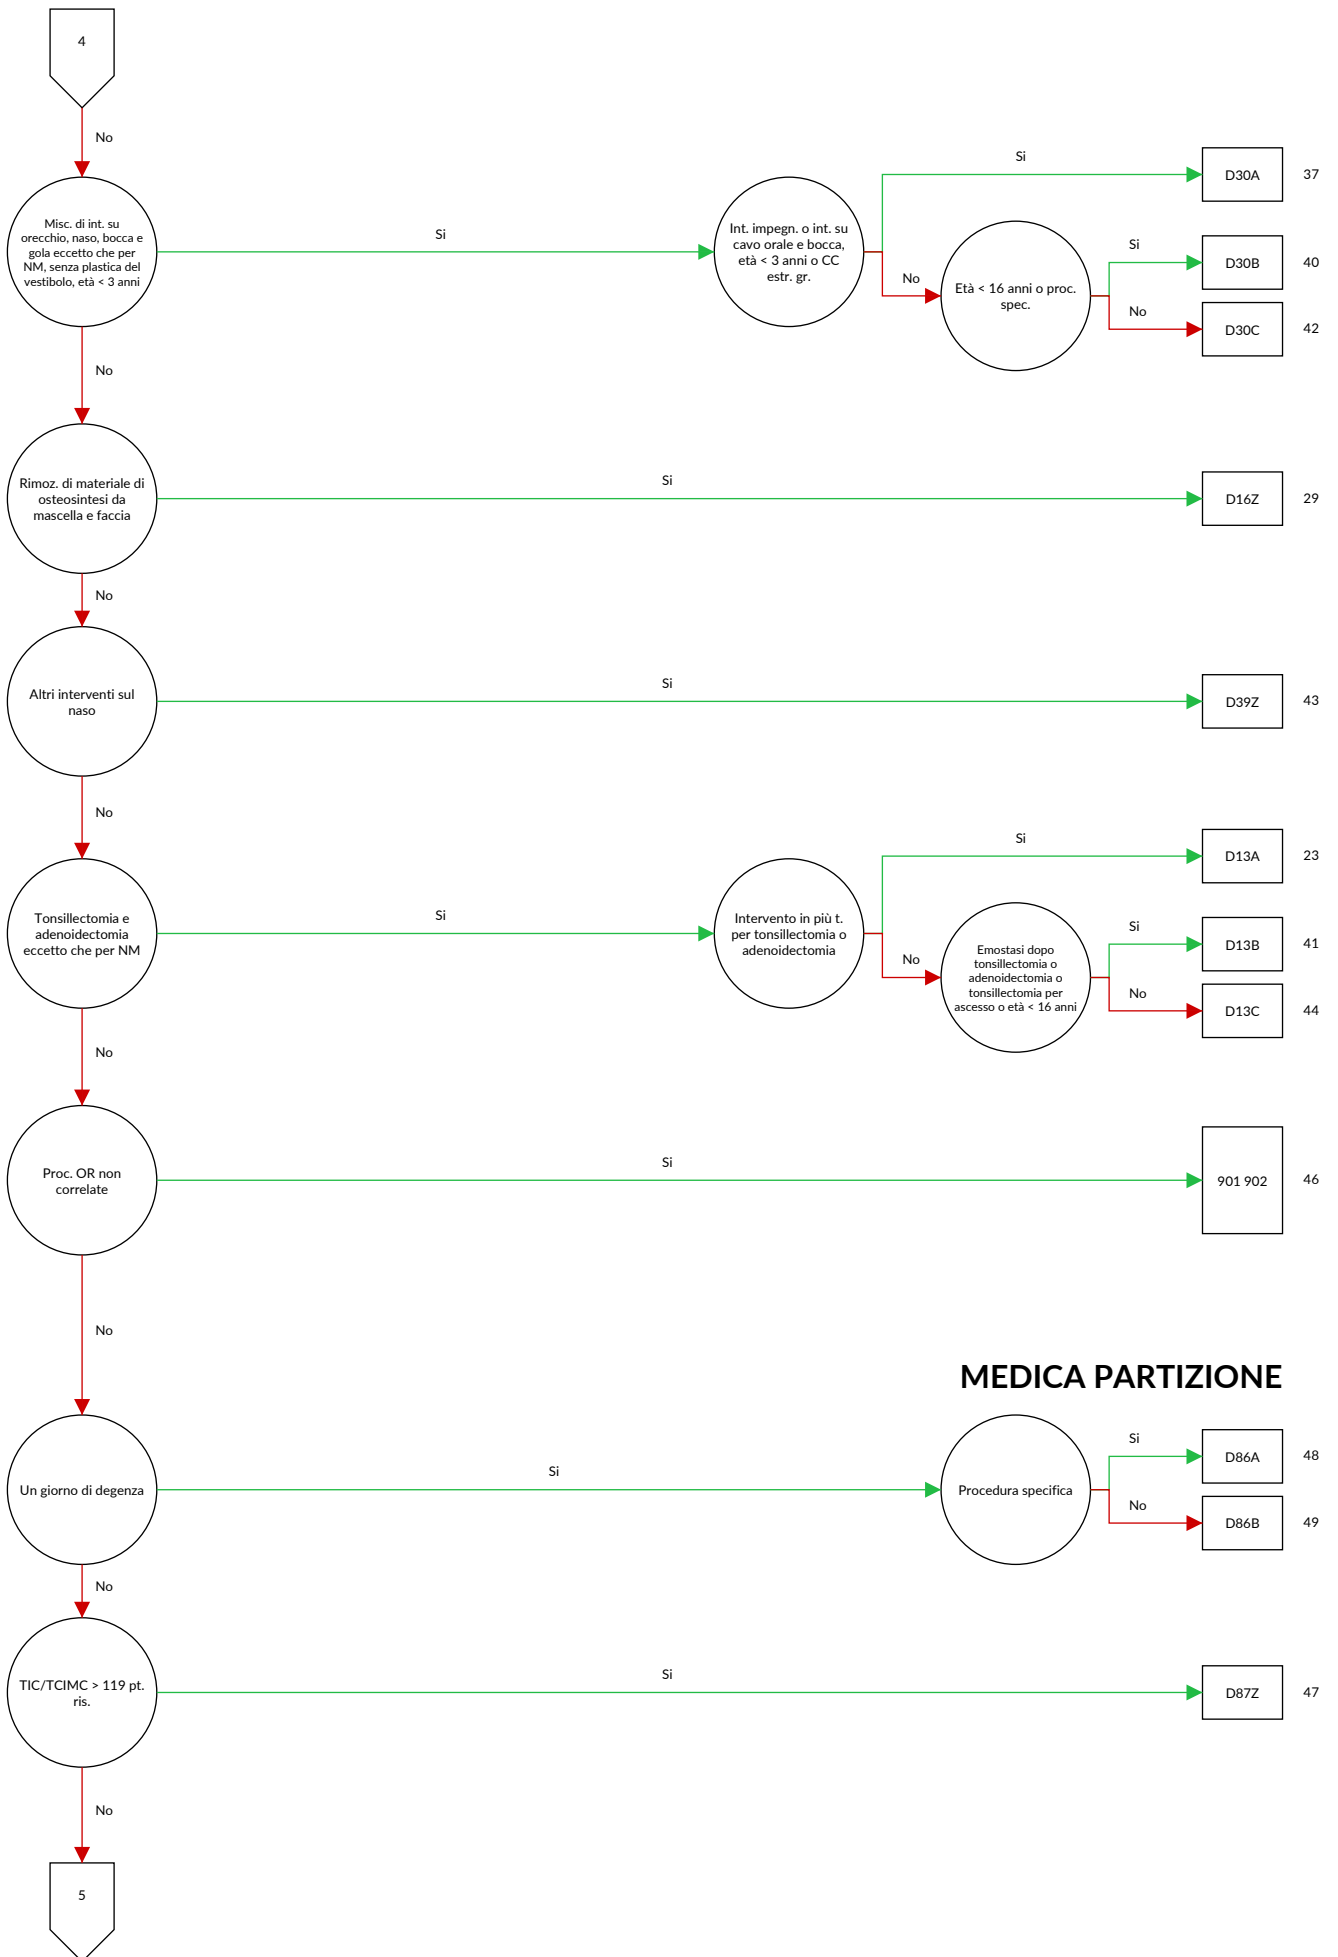 4
No
Misc. di int. su
orecchio, naso, bocca e
gola eccetto che per
NM, senza plastica del
vestibolo, età < 3 anni
Si
Int. impegn. o int. su
cavo orale e bocca,
età < 3 anni o CC
estr. gr.
Si
D30A
37
No
Età < 16 anni o proc.
spec.
Si
D30B
40
No
D30C
42
No
Rimoz. di materiale di
osteosintesi da
mascella e faccia
Si
D16Z
29
No
Altri interventi sul
naso
Si
D39Z
43
No
Tonsillectomia e
adenoidectomia
eccetto che per NM
Si
Intervento in più t.
per tonsillectomia o
adenoidectomia
Si
D13A
23
No
Emostasi dopo
tonsillectomia o
adenoidectomia o
tonsillectomia per
ascesso o età < 16 anni
Si
D13B
41
No
D13C
44
No
Proc. OR non
correlate
Si
901 902
46
No
MEDICA PARTIZIONE
Un giorno di degenza
Si
Procedura specifica
Si
D86A
48
No
D86B
49
No
TIC/TCIMC > 119 pt.
ris.
Si
D87Z
47
No
5